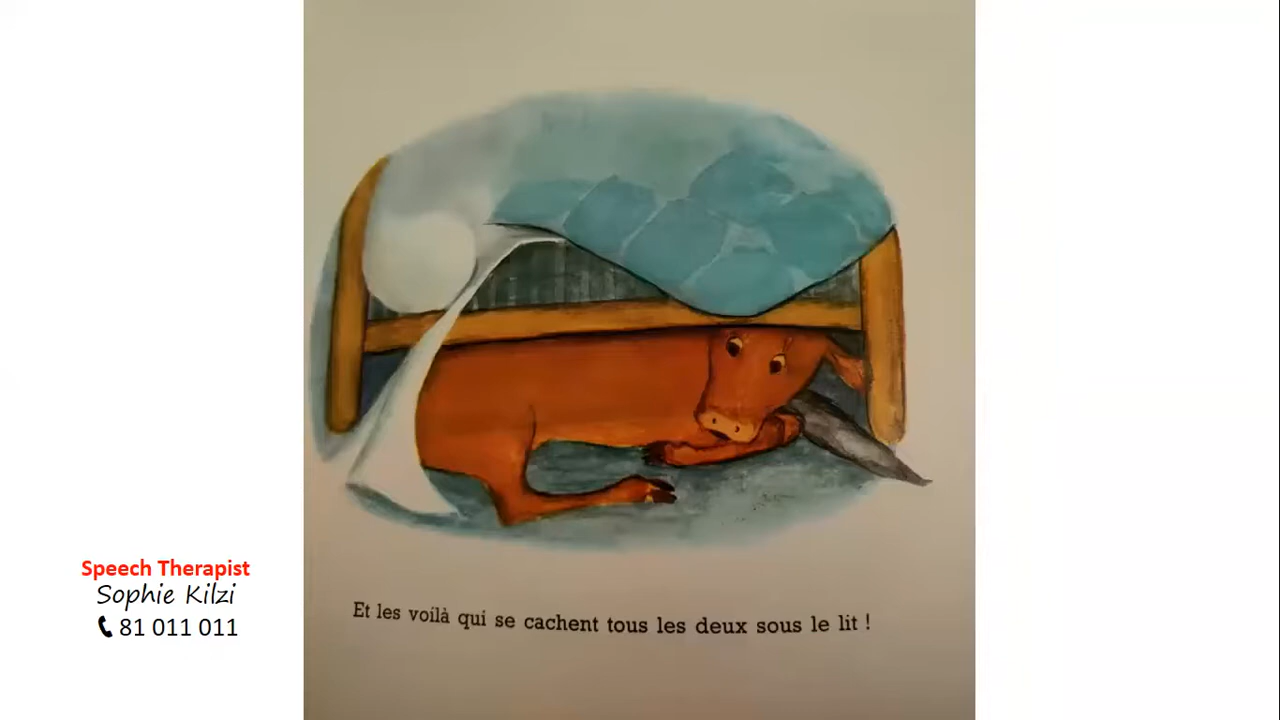 Speech Therapist
Sophie Kilzi
81 011 011
Et les voilà qui se cachent tous les deux sous le lit !